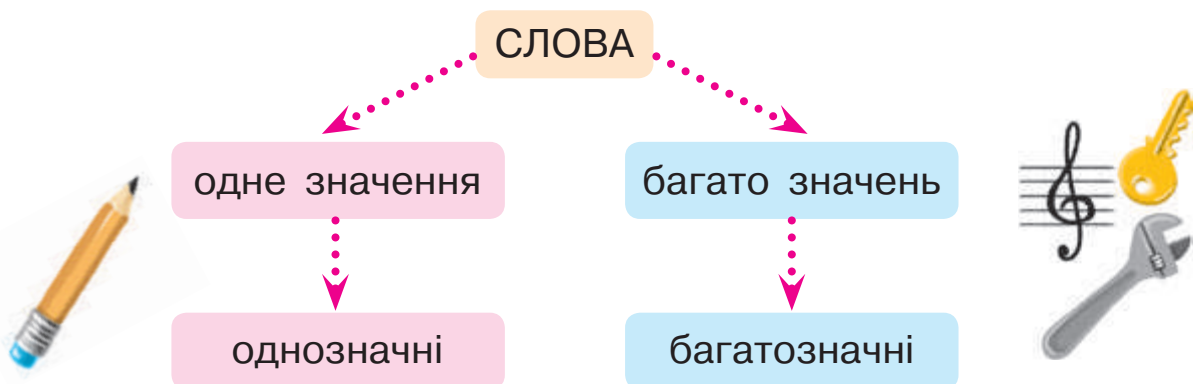 СЛОВА
одне значення
багато значень
однозначні
багатозначні